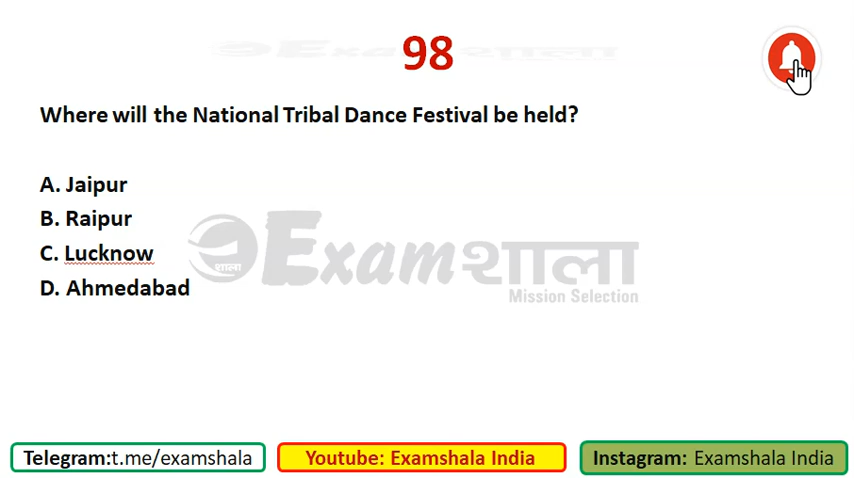 98
Where will the National Tribal Dance Festival be held?
A. Jaipur
B. Raipur
C. Lucknow
D. Ahmedabad
Examशाला
शाला
Mission Selection
Telegram:t.me/examshala
Youtube: Examshala India
Instagram: Examshala India